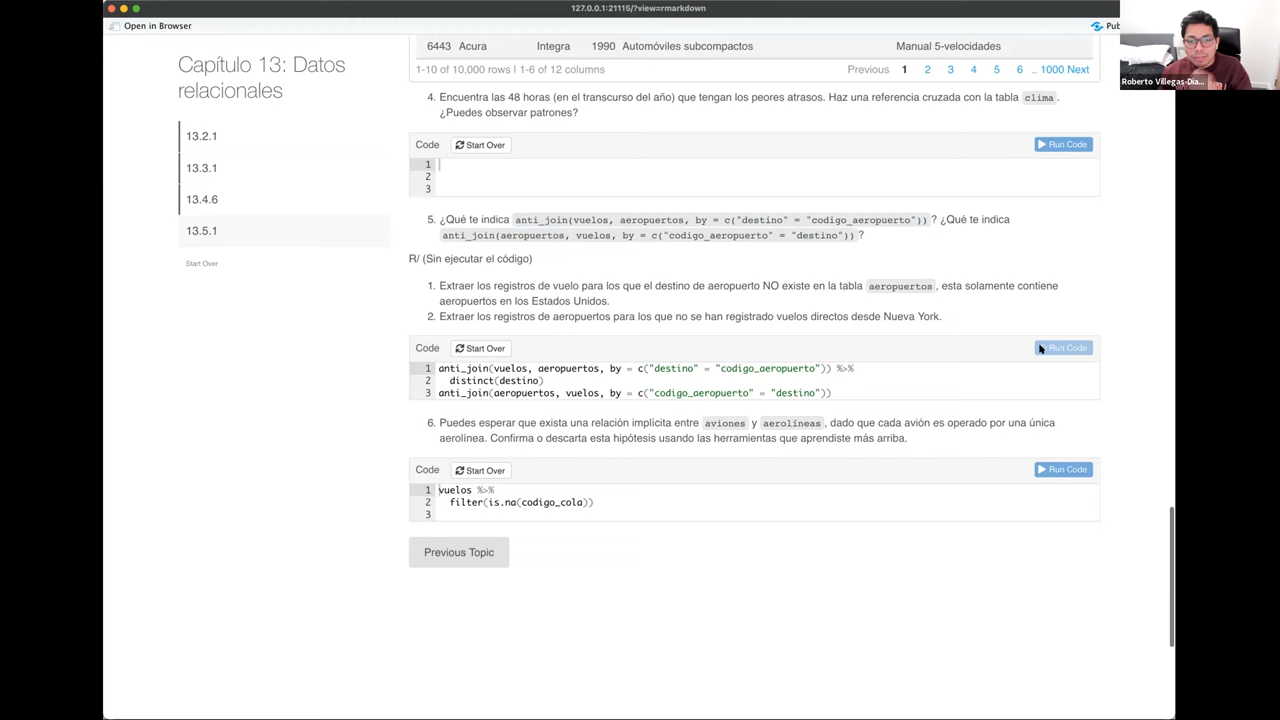 127.0.0.1:21115/?view=rmarkdown
Open in Browser
Roberto Villegas-Día...
Capítulo 13: Datos
relacionales
13.2.1
13.3.1
13.4.6
13.5.1
Start Over
6443 Acura Integra 1990 Automóviles subcompactos Manual 5-velocidades
1-10 of 10,000 rows | 1-6 of 12 columns Previous 1 2 3 4 5 6 ... 1000 Next
4. Encuentra las 48 horas (en el transcurso del año) que tengan los peores atrasos. Haz una referencia cruzada con la tabla clima.
¿Puedes observar patrones?
Code Start Over Run Code
1
2
3
5. ¿Qué te indica anti_join(vuelos, aeropuertos, by = c("destino" = "codigo_aeropuerto"))? ¿Qué te indica
anti_join(aeropuertos, vuelos, by = c("codigo_aeropuerto" = "destino"))?
R/ (Sin ejecutar el código)
1. Extraer los registros de vuelo para los que el destino de aeropuerto NO existe en la tabla aeropuertos, esta solamente contiene
aeropuertos en los Estados Unidos.
2. Extraer los registros de aeropuertos para los que no se han registrado vuelos directos desde Nueva York.
Code Start Over Run Code
1 anti_join(vuelos, aeropuertos, by = c("destino" = "codigo_aeropuerto")) %>%
2 distinct(destino)
3 anti_join(aeropuertos, vuelos, by = c("codigo_aeropuerto" = "destino"))
6. Puedes esperar que exista una relación implícita entre aviones y aerolíneas, dado que cada avión es operado por una única
aerolínea. Confirma o descarta esta hipótesis usando las herramientas que aprendiste más arriba.
Code Start Over Run Code
1 vuelos %>%
2 filter(is.na(codigo_cola))
3
Previous Topic